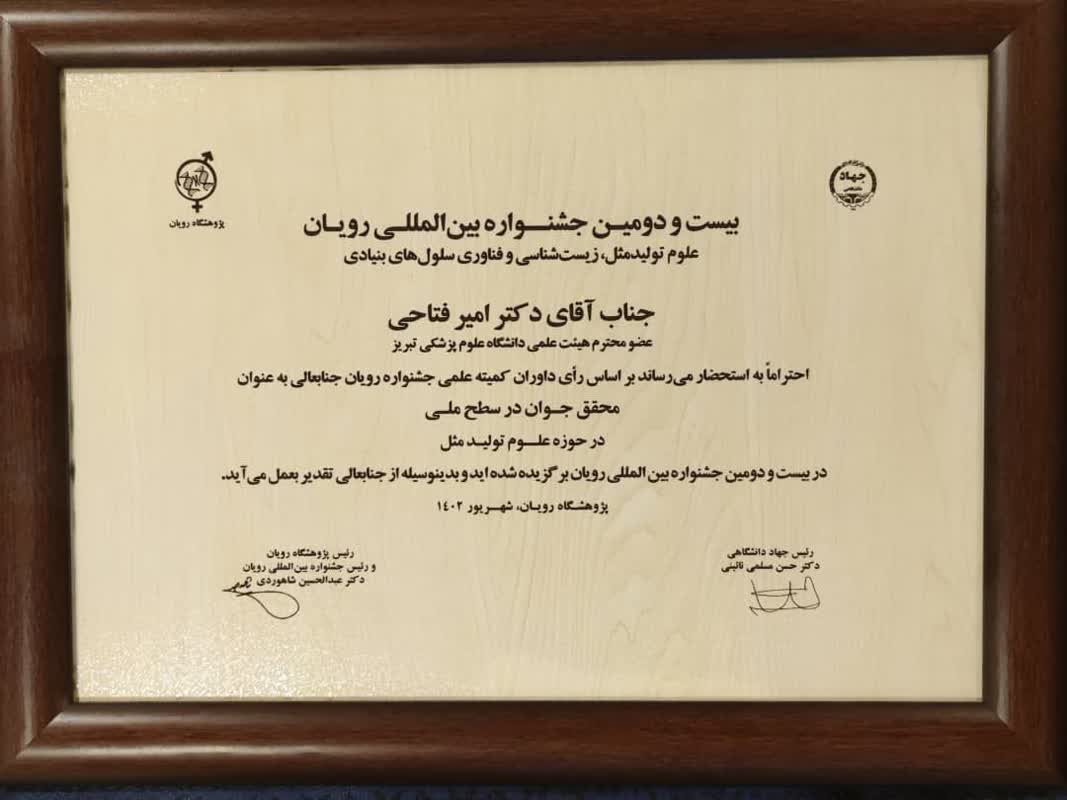 جهاد
دانشگاهی
پژوهشگاه رویان
بیست و دومین جشنواره بین‌المللی رویان
علوم تولیدمثل، زیست‌شناسی و فناوری سلول‌های بنیادی
جناب آقای دکتر امیر فتاحی
عضو محترم هیئت علمی دانشگاه علوم پزشکی تبریز
احتراماً به استحضار می‌رساند بر اساس رأی داوران کمیته علمی جشنواره رویان جنابعالی به عنوان
محقق جوان در سطح ملی
در حوزه علوم تولید مثل
در بیست و دومین جشنواره بین المللی رویان برگزیده شده اید و بدینوسیله از جنابعالی تقدیر بعمل می‌آید.
پژوهشگاه رویان، شهریور ۱۴۰۲
رئیس جهاد دانشگاهی
دکتر حسن مسلمی نائینی
رئیس پژوهشگاه رویان
و رئیس جشنواره بین‌المللی رویان
دکتر عبدالحسین شاهوردی